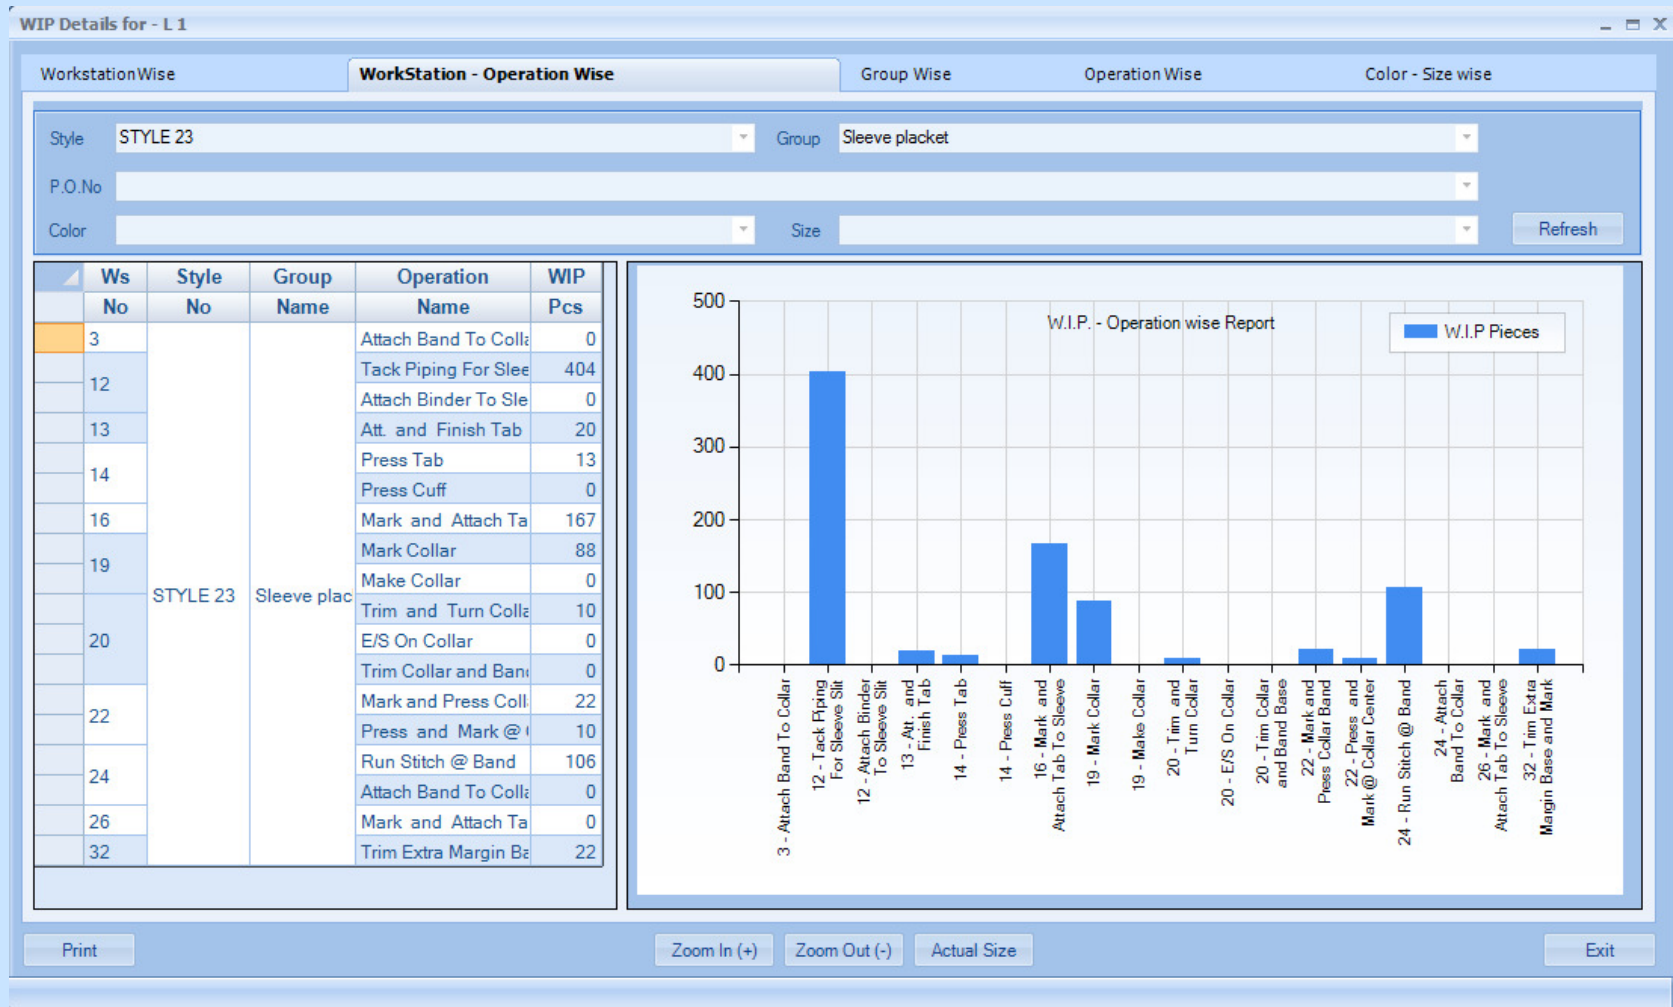 WIP Details for - L 1
WorkstationWise
WorkStation - Operation Wise
Group Wise
Operation Wise
Color - Size wise
Style
STYLE 23
Group
Sleeve placket
P.O.No
Color
Size
Refresh
Ws Style Group Operation WIP
No No Name Name Pcs
3 Attach Band To Colla 0
12 Tack Piping For Slee 404
Attach Binder To Sle 0
13 Att. and Finish Tab 20
14 Press Tab 13
Press Cuff 0
16 Mark and Attach Ta 167
19 Mark Collar 88
Make Collar 0
STYLE 23 Sleeve plac
20 Trim and Turn Colla 10
E/S On Collar 0
Trim Collar and Ban 0
22 Mark and Press Coll 22
Press and Mark @ 10
24 Run Stitch @ Band 106
Attach Band To Colla 0
26 Mark and Attach Ta 0
32 Trim Extra Margin Ba 22
W.I.P. - Operation wise Report
W.I.P Pieces
500
400
300
200
100
0
3 - Attach Band To Collar
12 - Tack Piping
For Sleeve Slit
12 - Attach Binder
To Sleeve Slit
13 - Att. and
Finish Tab
14 - Press Tab
14 - Press Cuff
16 - Mark and
Attach Tab To Sleeve
19 - Mark Collar
19 - Make Collar
20 - Trim and
Turn Collar
20 - E/S On Collar
20 - Trim Collar
and Band Base
22 - Mark and
Press Collar Band
22 - Press and
Mark @ Collar Center
24 - Run Stitch @ Band
24 - Attach
Band To Collar
26 - Mark and
Attach Tab To Sleeve
32 - Trim Extra
Margin Base and Mark
Print
Zoom In (+)
Zoom Out (-)
Actual Size
Exit